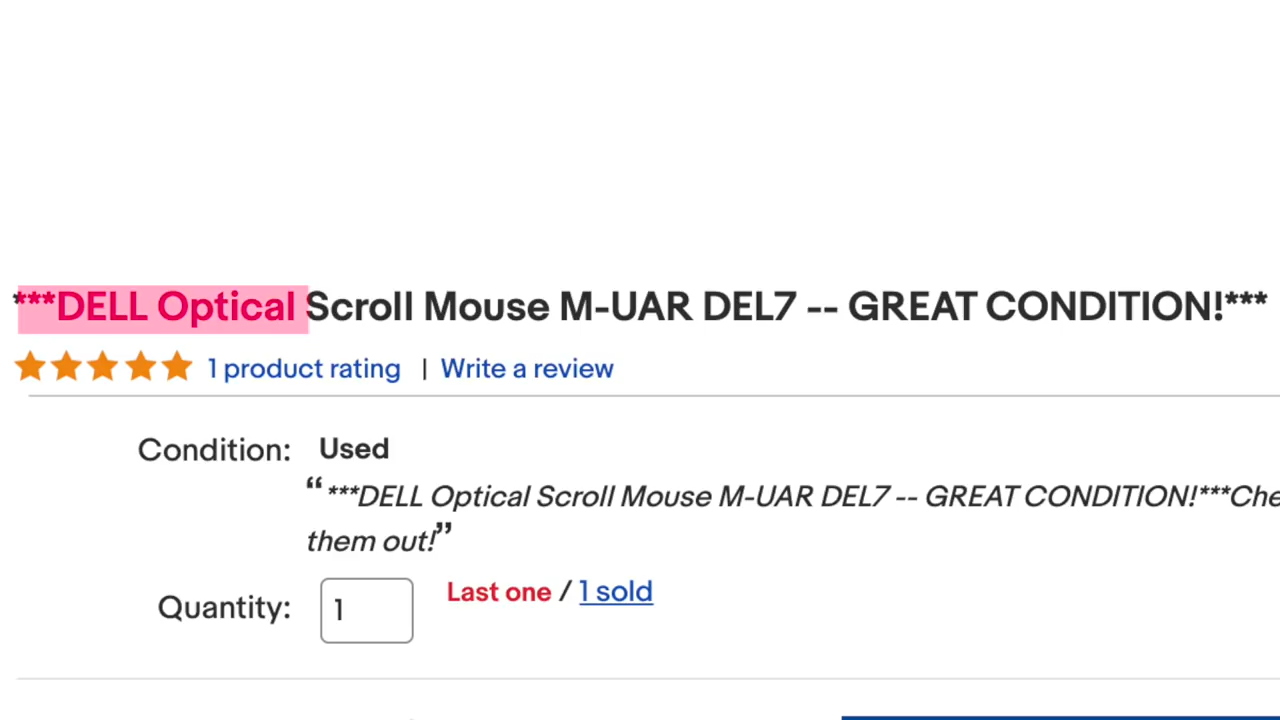 ***DELL Optical Scroll Mouse M-UAR DEL7 -- GREAT CONDITION!***
1 product rating | Write a review
Condition: Used
“***DELL Optical Scroll Mouse M-UAR DEL7 -- GREAT CONDITION!***Che
them out!”
Quantity: 1 Last one / 1 sold